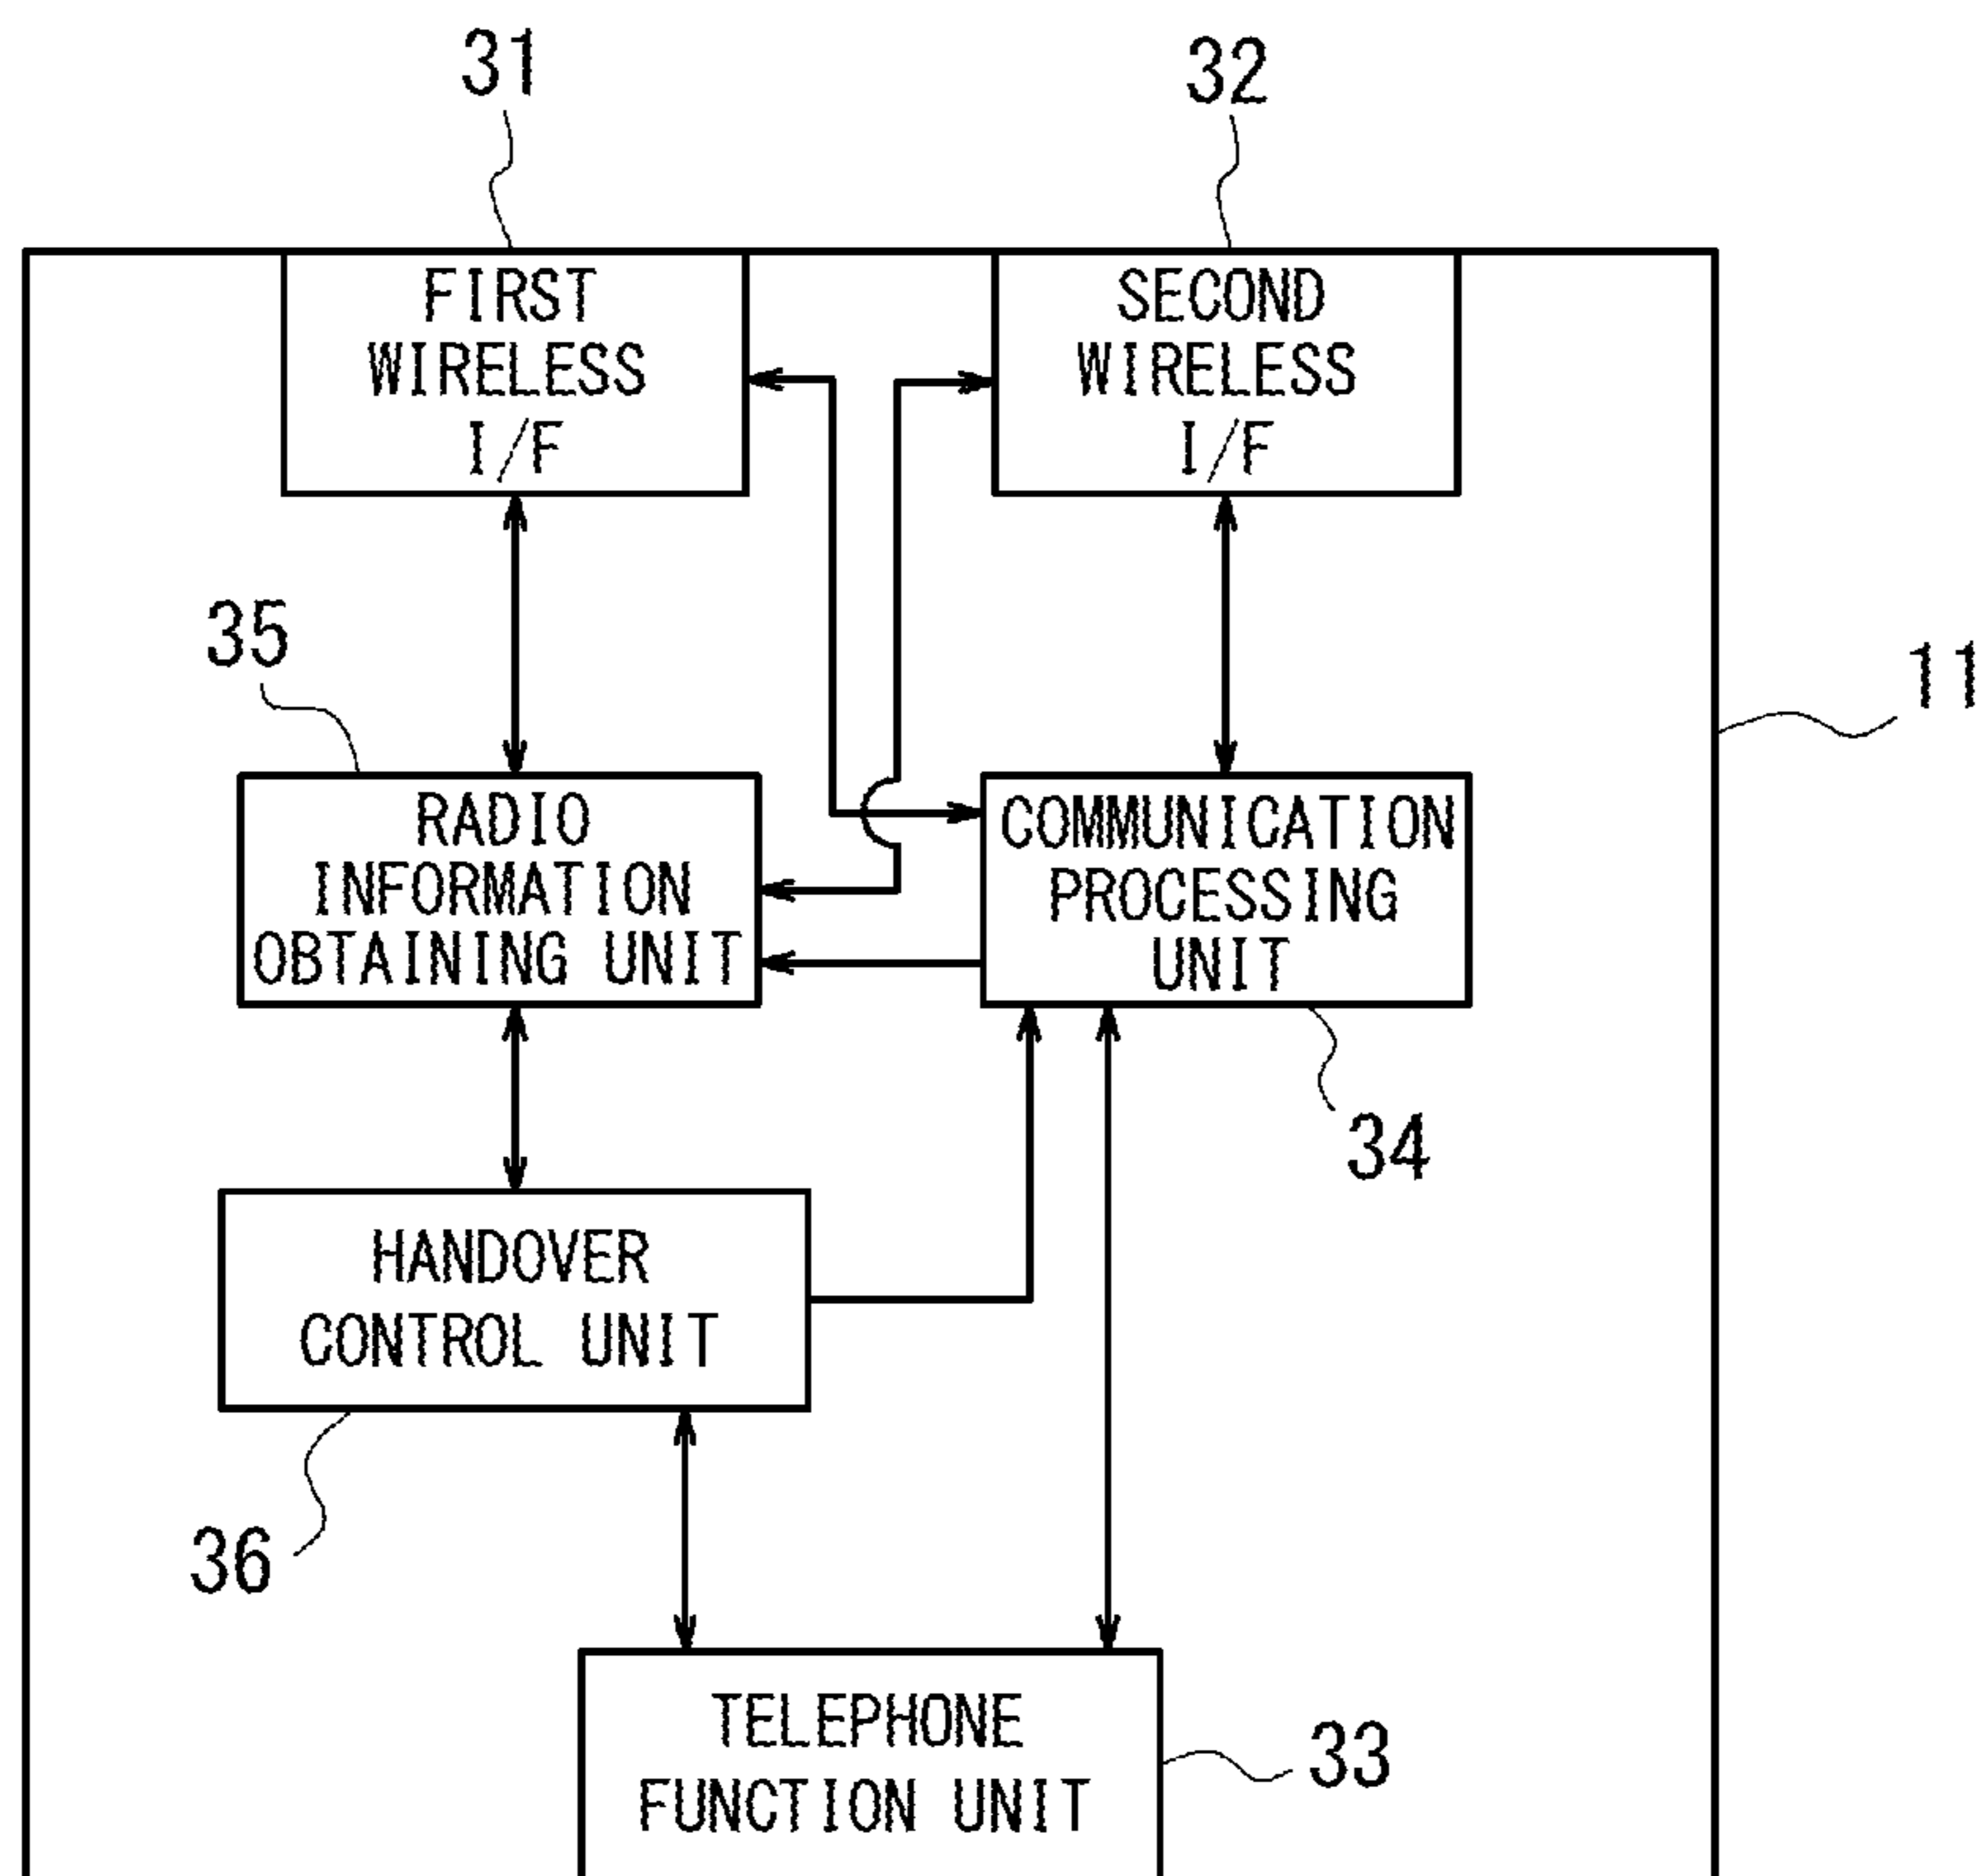 31
32
FIRST
WIRELESS
I/F
SECOND
WIRELESS
I/F
35
11
RADIO
INFORMATION
OBTAINING UNIT
COMMUNICATION
PROCESSING
UNIT
34
HANDOVER
CONTROL UNIT
36
TELEPHONE
FUNCTION UNIT
33